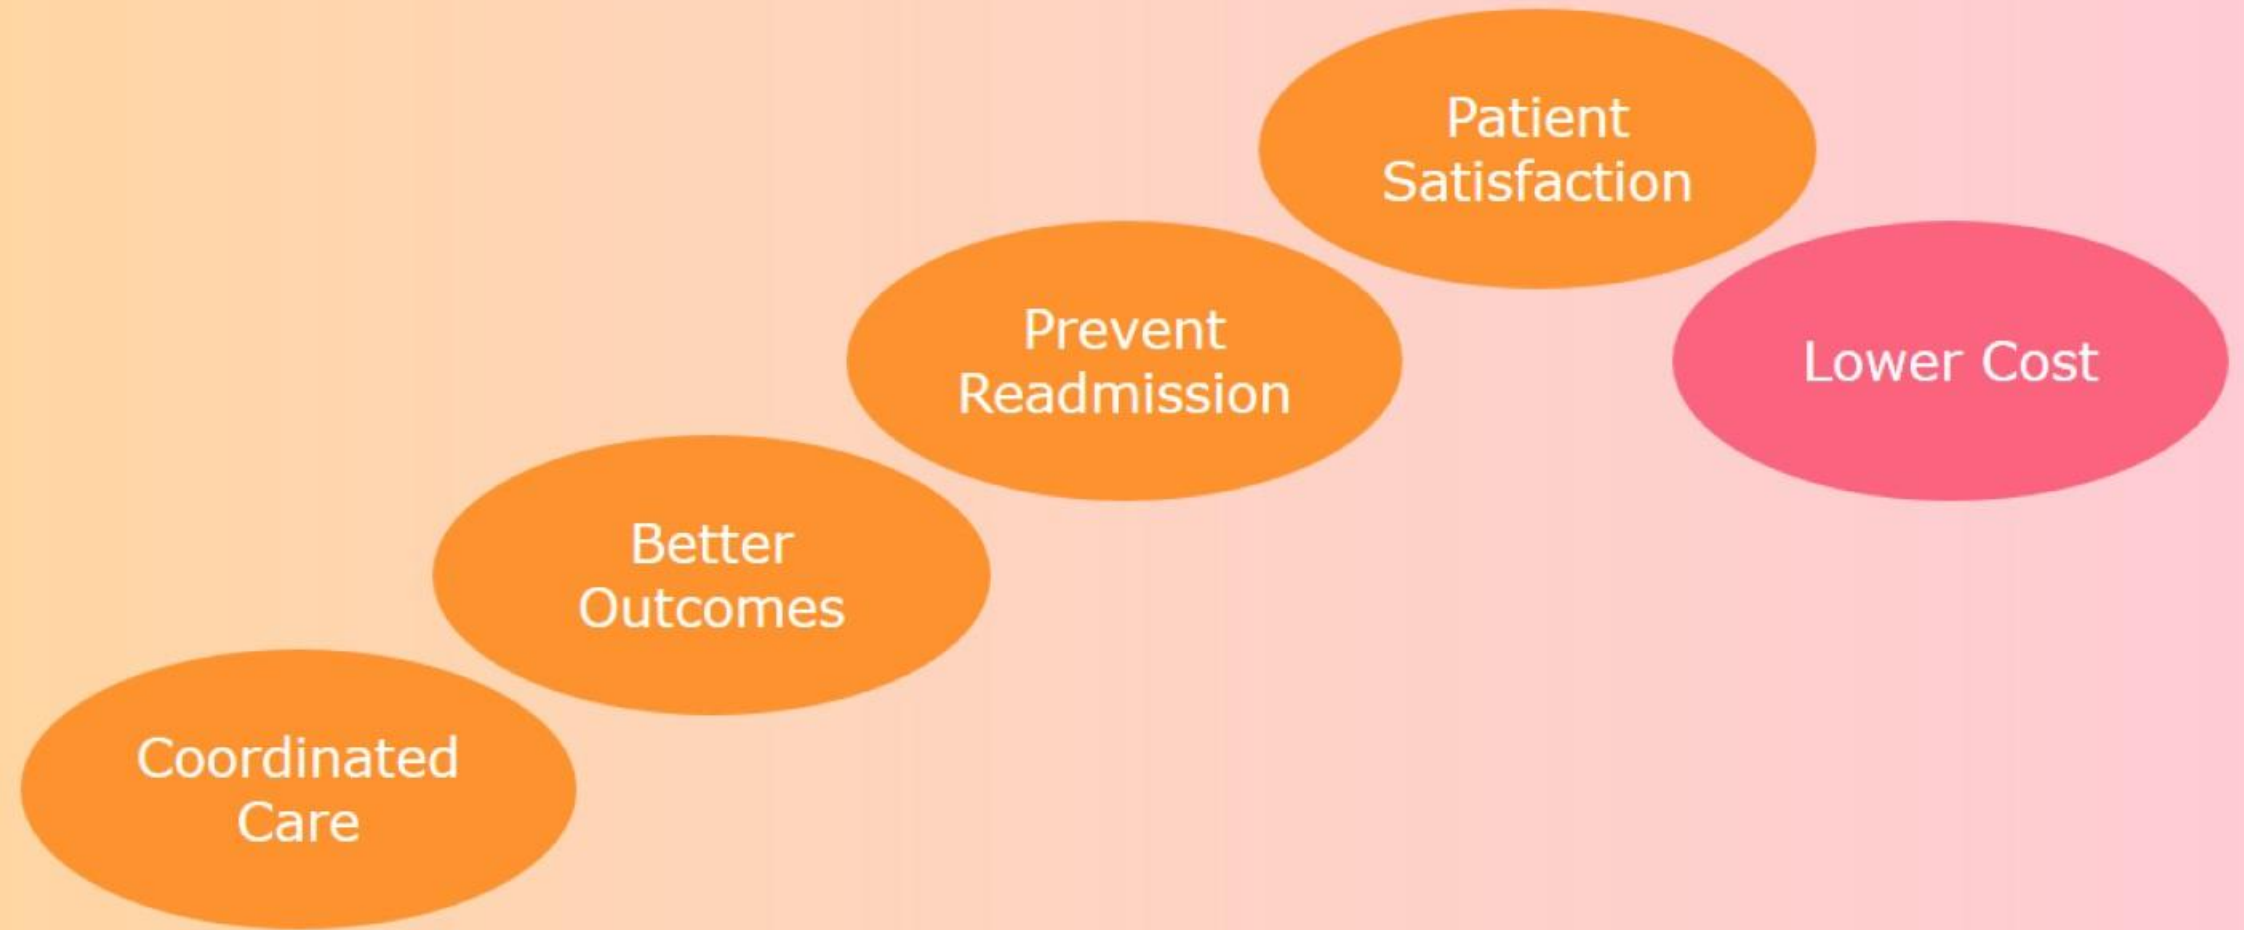 Patient
Satisfaction
Prevent
Readmission
Lower Cost
Better
Outcomes
Coordinated
Care